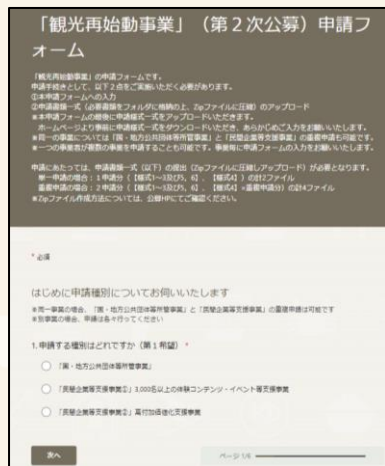 「観光再始動事業」（第２次公募）申請フ
ォーム
「観光再始動事業」の申請フォームです。
申請手続きとして、以下２点をご実施いただく必要があります。
①本申請フォームへの入力
②申請書類一式（必要書類をフォルダに格納の上、Zipファイルに圧縮）のアップロード
※本申請フォームの最後に申請様式一式をアップロードいただきます。
ホームページより事前に申請様式一式をダウンロードいただき、あらかじめご入力をお願いいたします。
※同一の事業については「国・地方公共団体等所管事業」と「民間企業等支援事業」の重複申請も可能です。
※一つの事業者が複数の事業を申請することも可能です。事業毎に申請フォームの入力をお願いいたします。
申請にあたっては、申請書類一式（以下）の提出（Zipファイルに圧縮しアップロード）が必要となります。
単一申請の場合：１申請分（【様式1～3及び5，6】、【様式4】）の計2ファイル
重複申請の場合：２申請分（【様式1～3及び5，6】、【様式4】×重複申請分）の計4ファイル
※Zipファイル作成方法については、公募HPにてご確認ください。
* 必須
はじめに申請種別についてお伺いいたします
※同一事業の場合、「国・地方公共団体等所管事業」と「民間企業等支援事業」の重複申請は可能です
※別事業の場合、申請は各々行ってください
1. 申請する種別はどれですか（第１希望） *
「国・地方公共団体等所管事業」
「民間企業等支援事業①」3,000名以上の体験コンテンツ・イベント等支援事業
「民間企業等支援事業②」高付加価値化支援事業
次へ
ページ 1/6